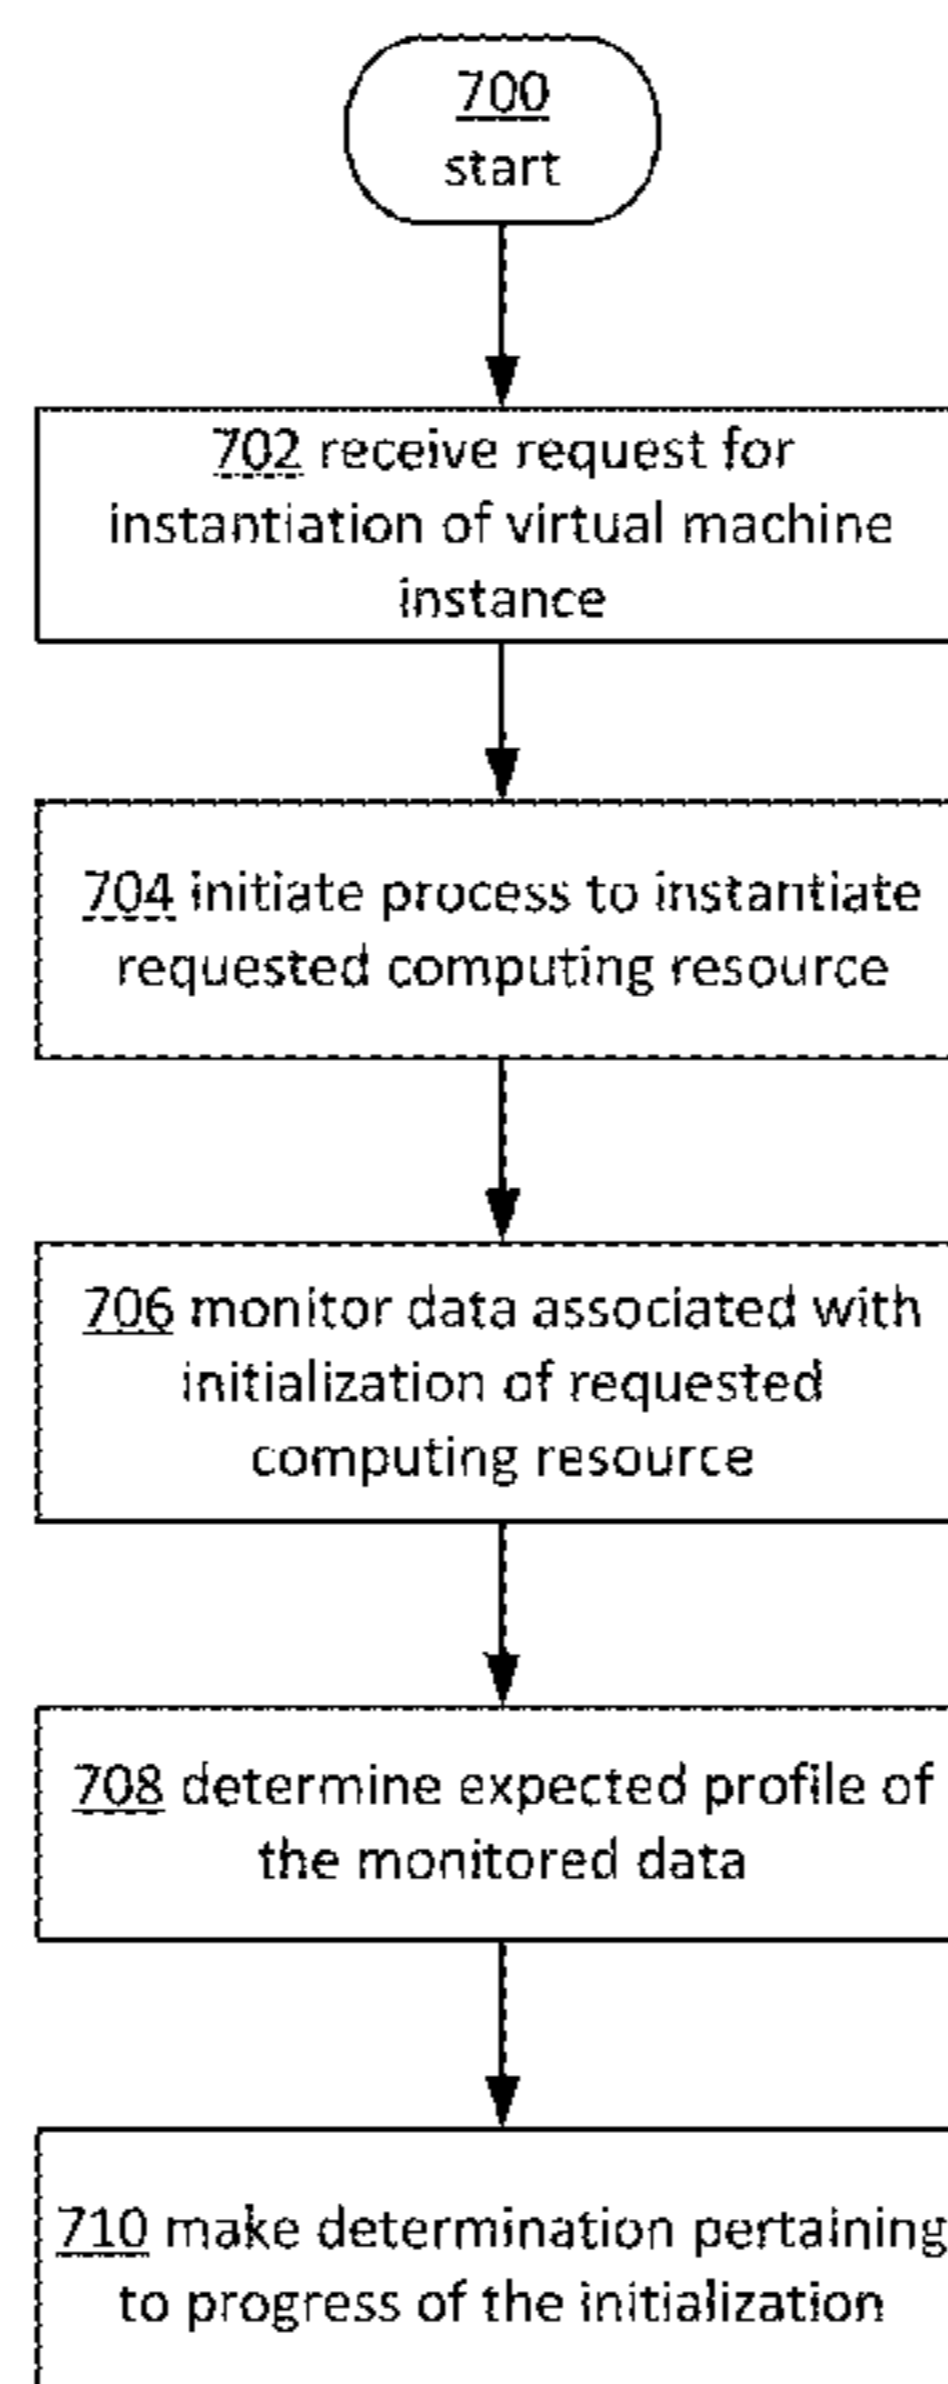 700
start
702 receive request for
instantiation of virtual machine
instance
704 initiate process to instantiate
requested computing resource
706 monitor data associated with
initialization of requested
computing resource
708 determine expected profile of
the monitored data
710 make determination pertaining
to progress of the initialization